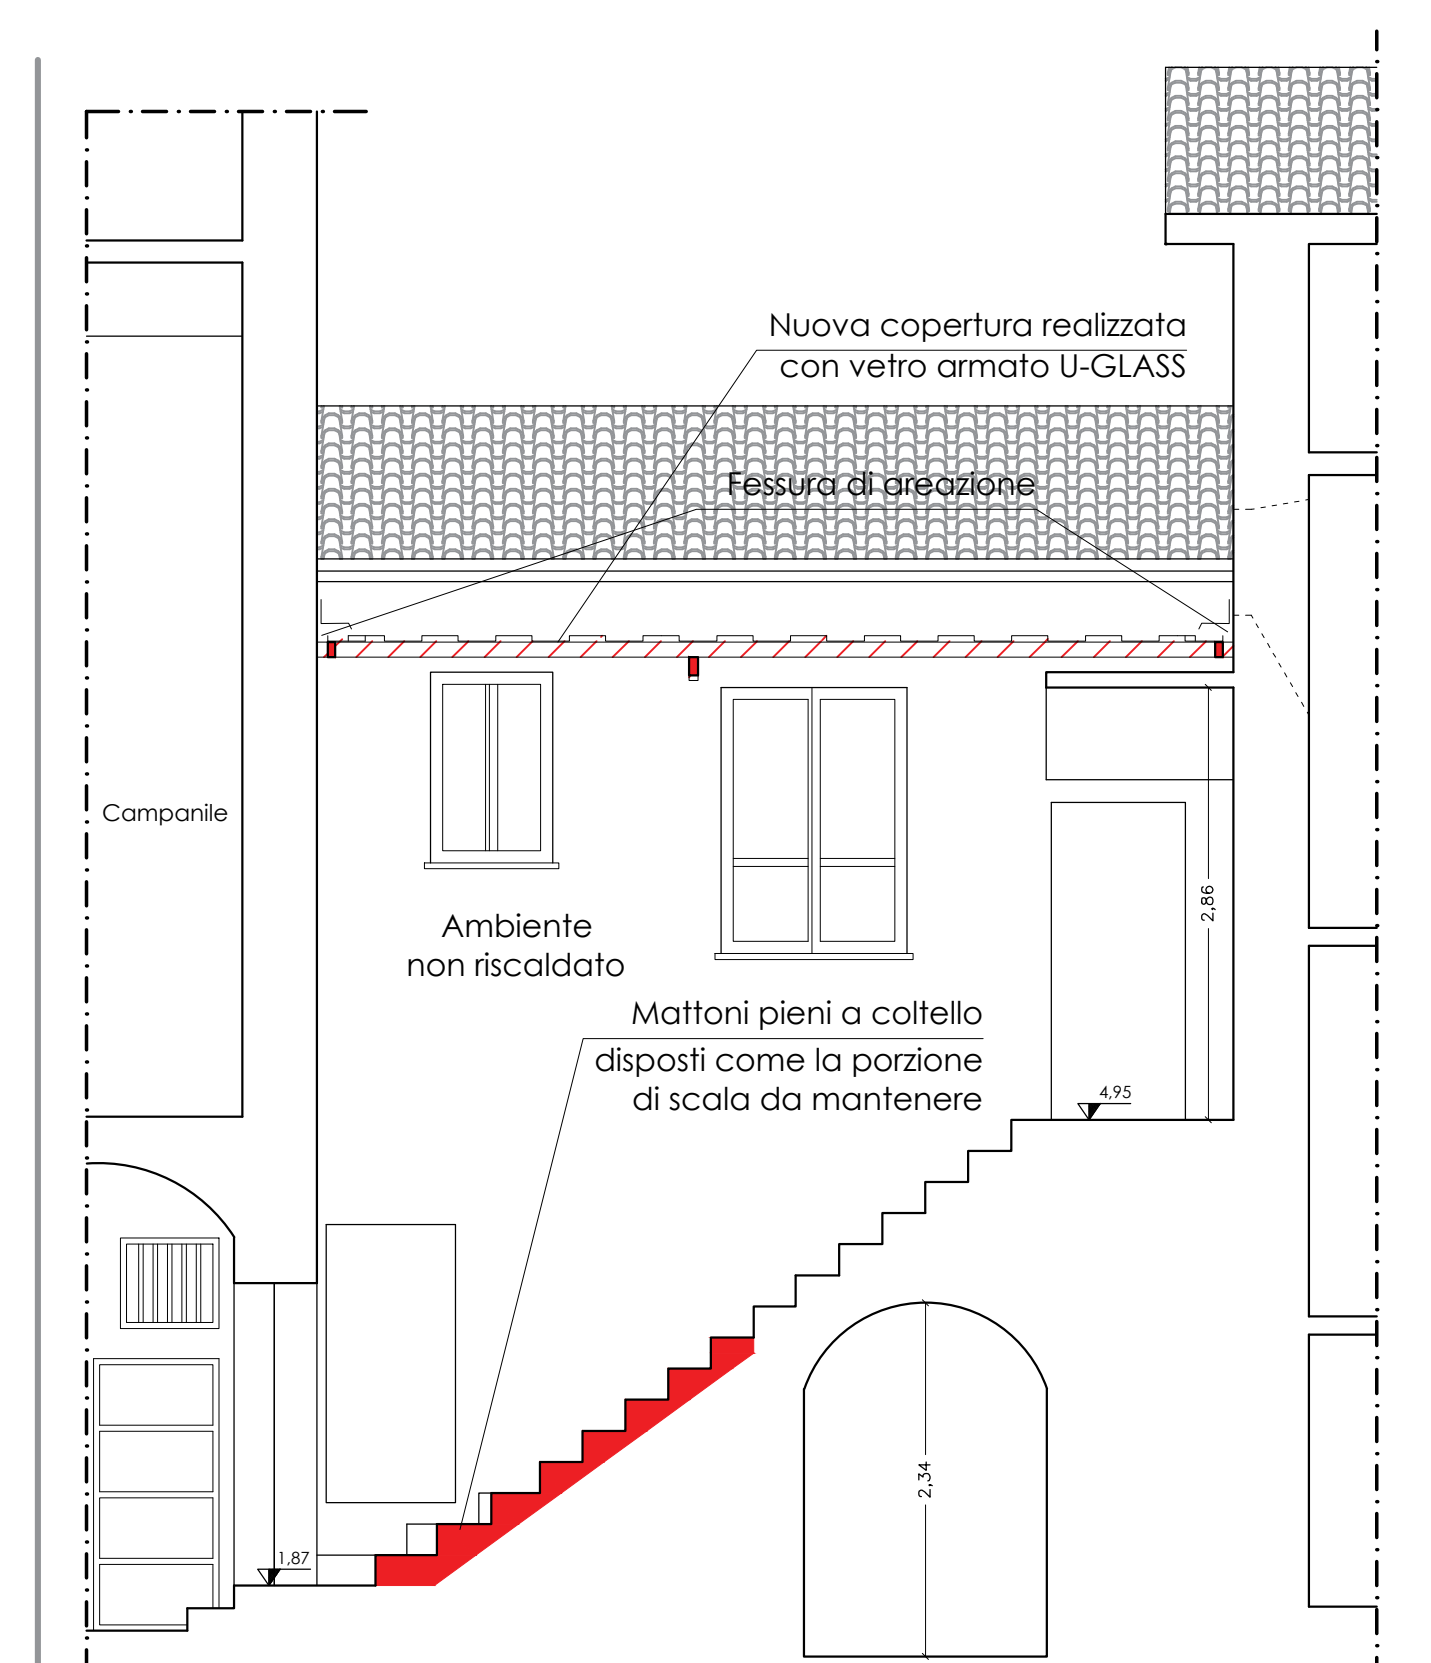 Nuova copertura realizzata
con vetro armato U-GLASS
Fessura di areazione
Campanile
2,86
Ambiente
non riscaldato
Mattoni pieni a coltello
disposti come la porzione
di scala da mantenere
4,95
2,34
1,87